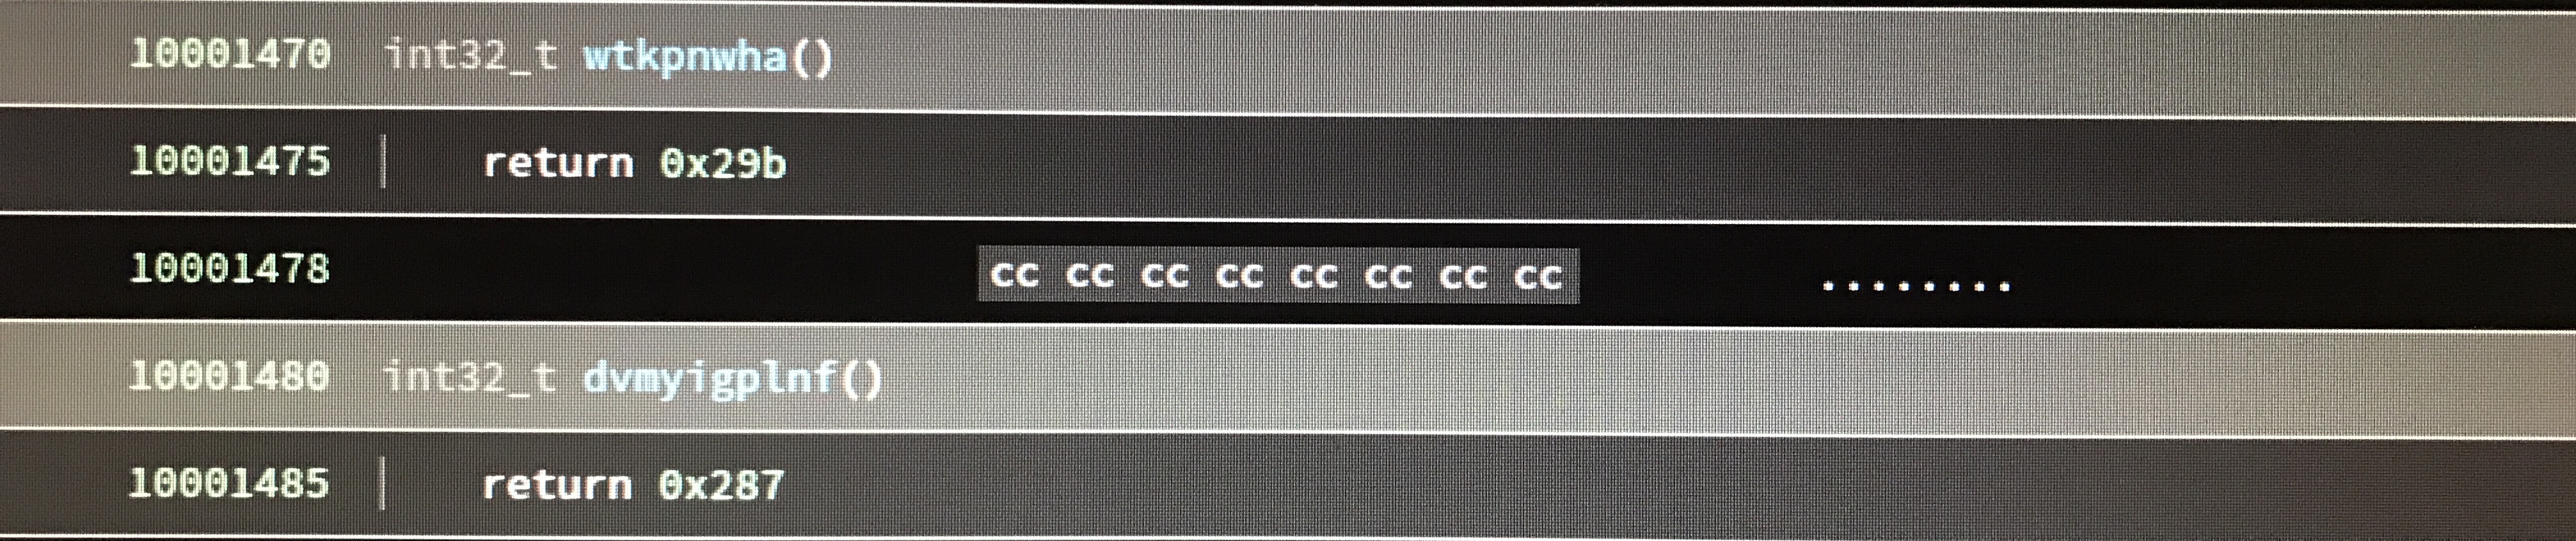 10001470 int32_t wtkpnwha()
10001475 return 0x29b
10001478 cc cc cc cc cc cc cc cc ........
10001480 int32_t dvmyigplnf()
10001485 return 0x287